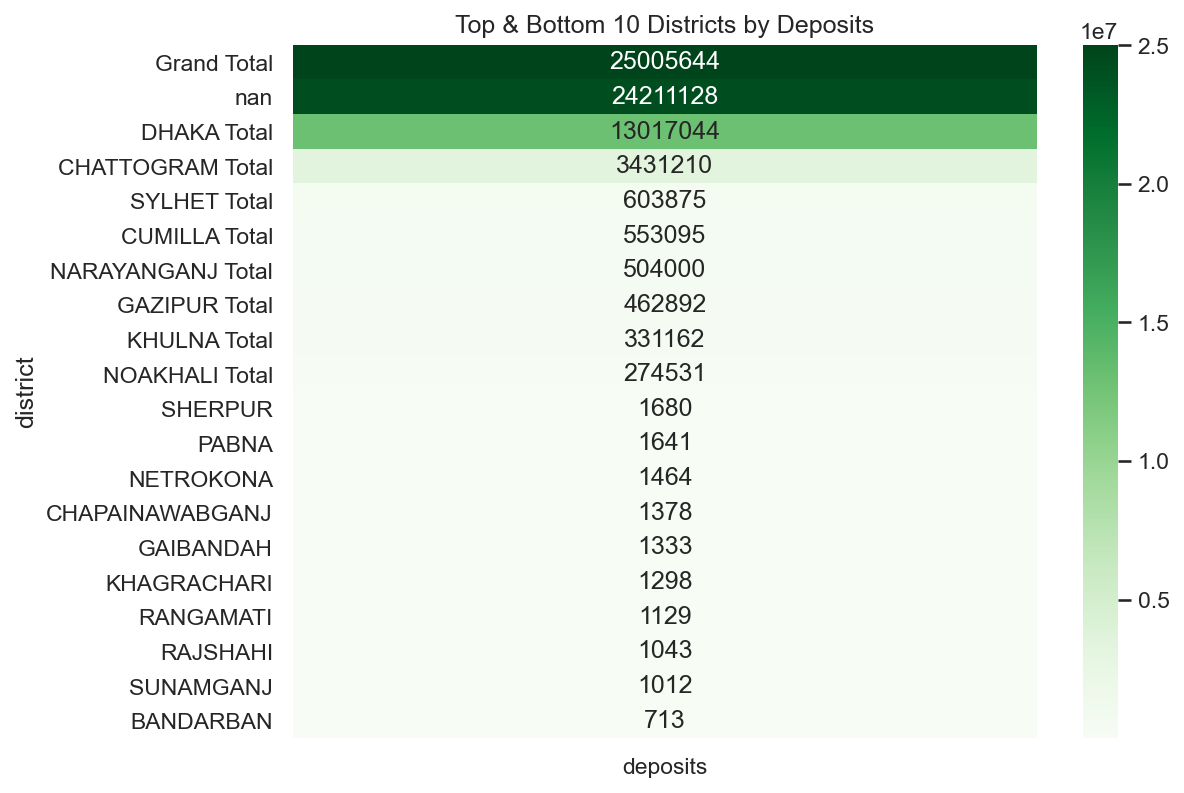 Top & Bottom 10 Districts by Deposits
1e7
Grand Total 25005644
nan 24211128
DHAKA Total 13017044
CHATTOGRAM Total 3431210
SYLHET Total 603875
CUMILLA Total 553095
NARAYANGANJ Total 504000
GAZIPUR Total 462892
KHULNA Total 331162
NOAKHALI Total 274531
SHERPUR 1680
PABNA 1641
NETROKONA 1464
CHAPAINAWABGANJ 1378
GAIBANDAH 1333
KHAGRACHARI 1298
RANGAMATI 1129
RAJSHAHI 1043
SUNAMGANJ 1012
BANDARBAN 713
district
deposits
2.5
2.0
1.5
1.0
0.5